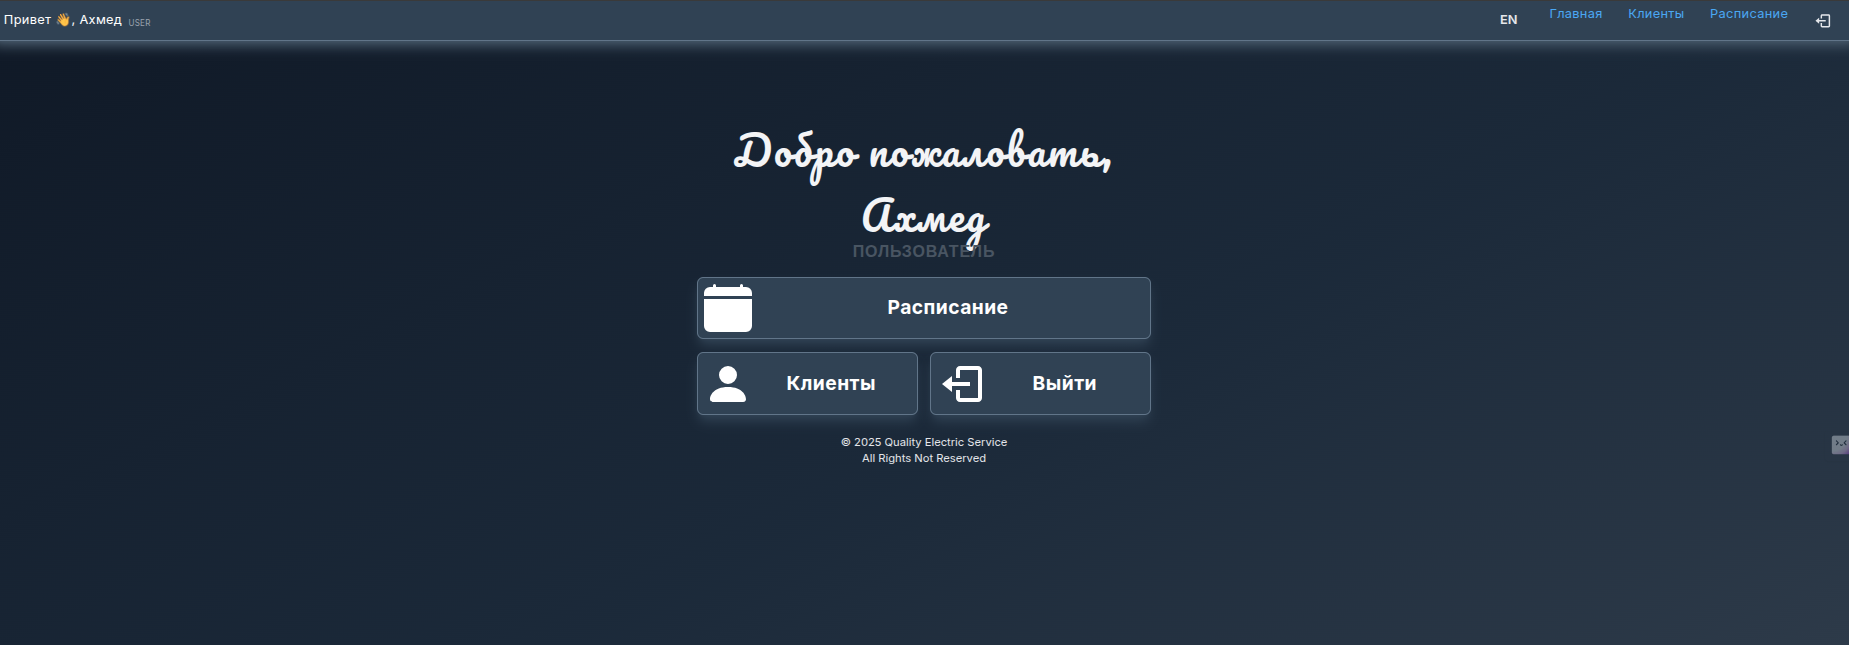 Привет 👋, Ахмед USER
EN Главная Клиенты Расписание
Добро пожаловать,
Ахмед
ПОЛЬЗОВАТЕЛЬ
Расписание
Клиенты
Выйти
© 2025 Quality Electric Service
All Rights Not Reserved